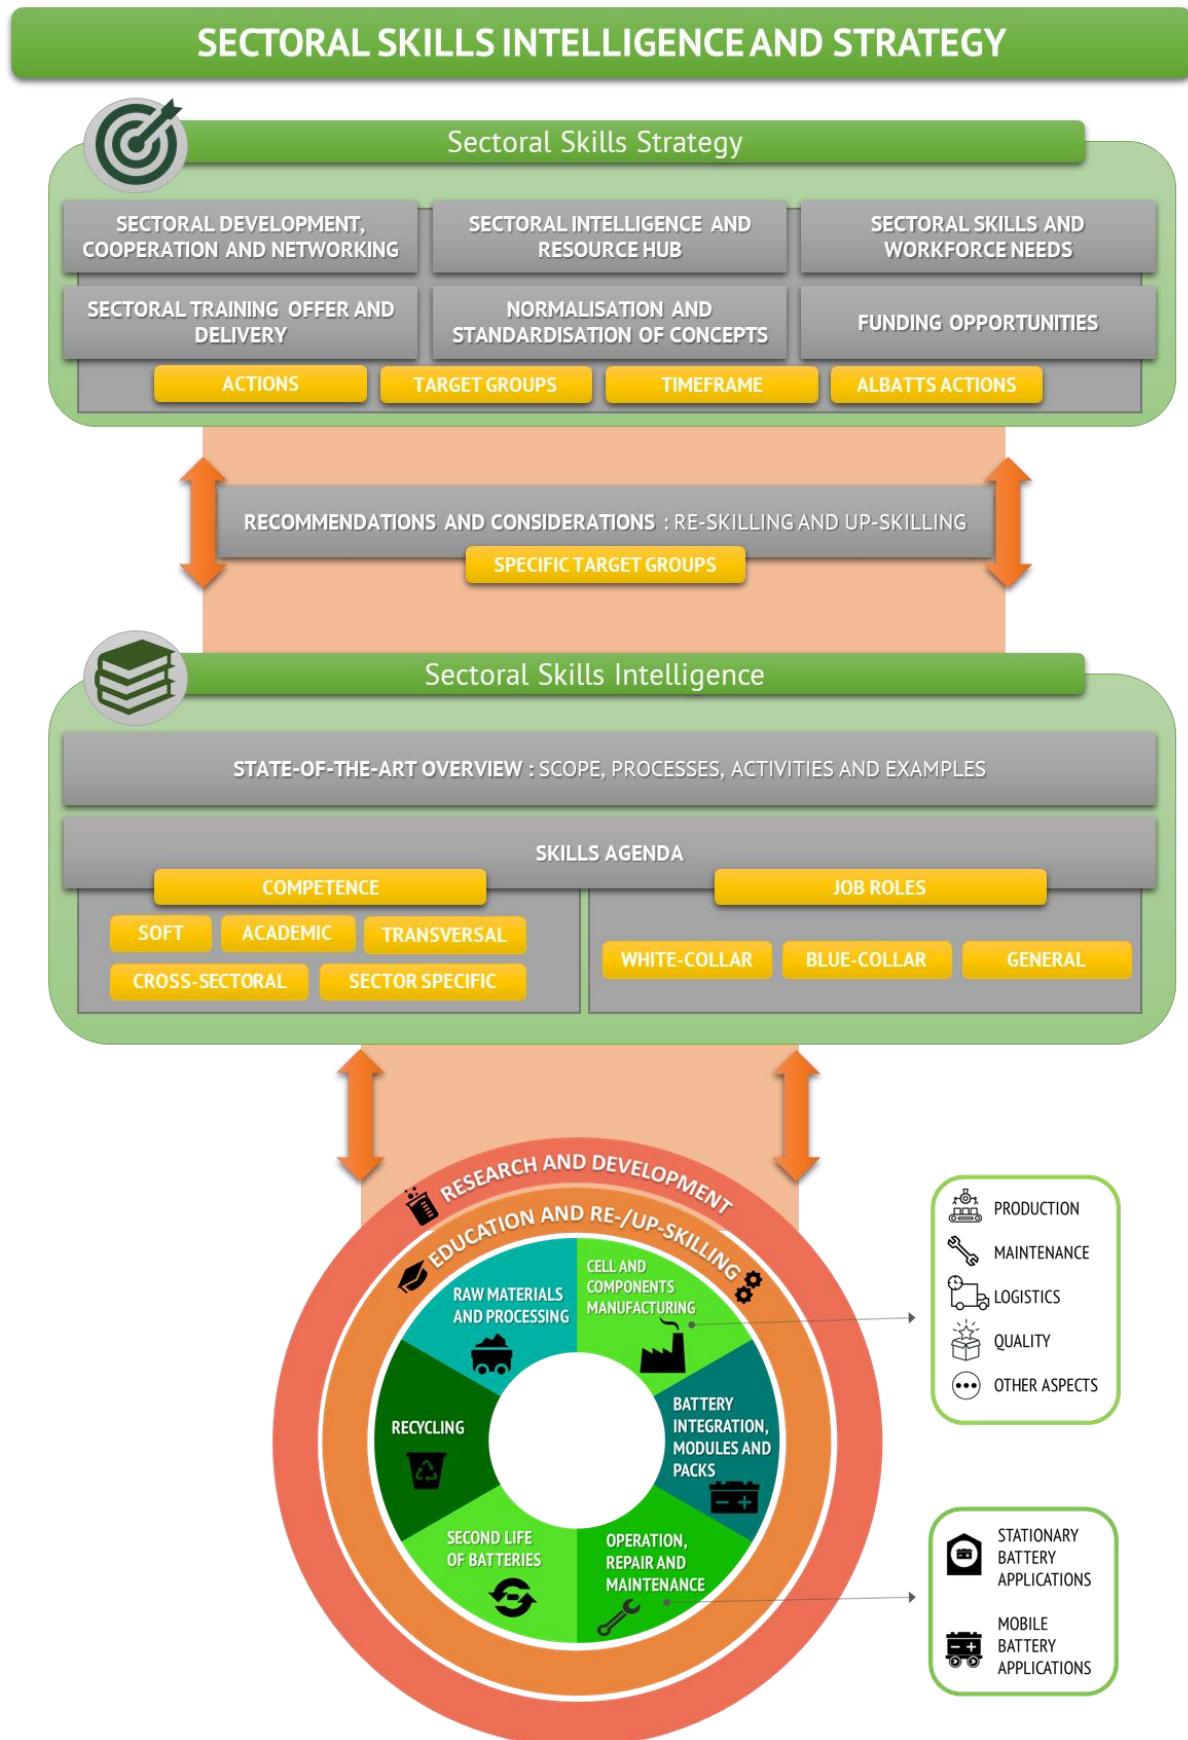 SECTORAL SKILLS INTELLIGENCE AND STRATEGY
Sectoral Skills Strategy
SECTORAL DEVELOPMENT,
COOPERATION AND NETWORKING
SECTORAL INTELLIGENCE AND
RESOURCE HUB
SECTORAL SKILLS AND
WORKFORCE NEEDS
SECTORAL TRAINING OFFER AND
DELIVERY
NORMALISATION AND
STANDARDISATION OF CONCEPTS
FUNDING OPPORTUNITIES
ACTIONS
TARGET GROUPS
TIMEFRAME
ALBATTS ACTIONS
RECOMMENDATIONS AND CONSIDERATIONS : RE-SKILLING AND UP-SKILLING
SPECIFIC TARGET GROUPS
Sectoral Skills Intelligence
STATE-OF-THE-ART OVERVIEW : SCOPE, PROCESSES, ACTIVITIES AND EXAMPLES
SKILLS AGENDA
COMPETENCE
JOB ROLES
SOFT
ACADEMIC
TRANSVERSAL
CROSS-SECTORAL
SECTOR SPECIFIC
WHITE-COLLAR
BLUE-COLLAR
GENERAL
RESEARCH AND DEVELOPMENT
EDUCATION AND RE-/UP-SKILLING
RAW MATERIALS
AND PROCESSING
CELL AND
COMPONENTS
MANUFACTURING
BATTERY
INTEGRATION,
MODULES AND
PACKS
OPERATION,
REPAIR AND
MAINTENANCE
SECOND LIFE
OF BATTERIES
RECYCLING
PRODUCTION
MAINTENANCE
LOGISTICS
QUALITY
OTHER ASPECTS
STATIONARY
BATTERY
APPLICATIONS
MOBILE
BATTERY
APPLICATIONS